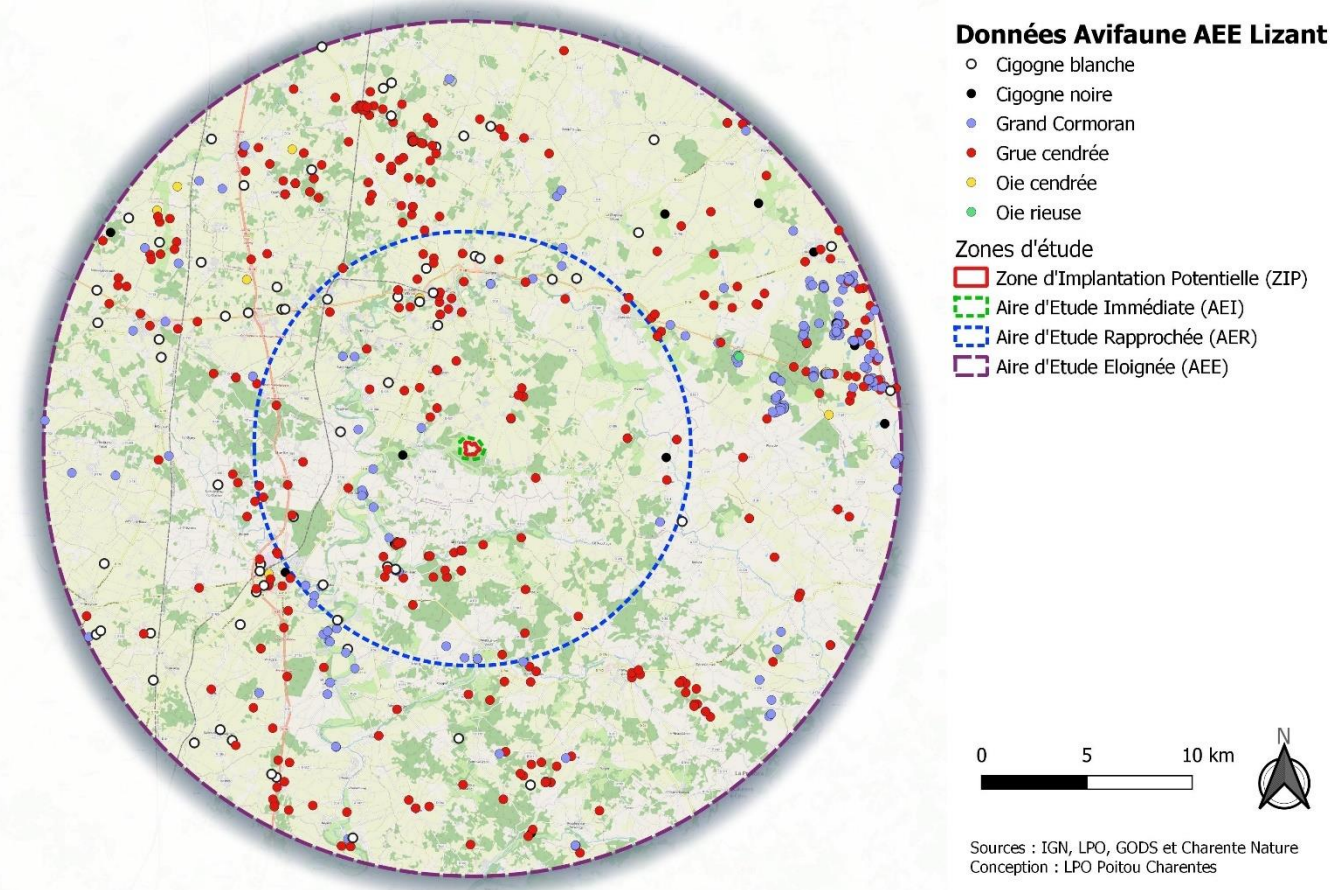 Données Avifaune AEE Lizant
Cigogne blanche
Cigogne noire
Grand Cormoran
Grue cendrée
Oie cendrée
Oie rieuse
Zones d'étude
Zone d'Implantation Potentielle (ZIP)
Aire d'Etude Immédiate (AEI)
Aire d'Etude Rapprochée (AER)
Aire d'Etude Eloignée (AEE)
N
0 5 10 km
Sources : IGN, LPO, GODS et Charente Nature
Conception : LPO Poitou Charentes